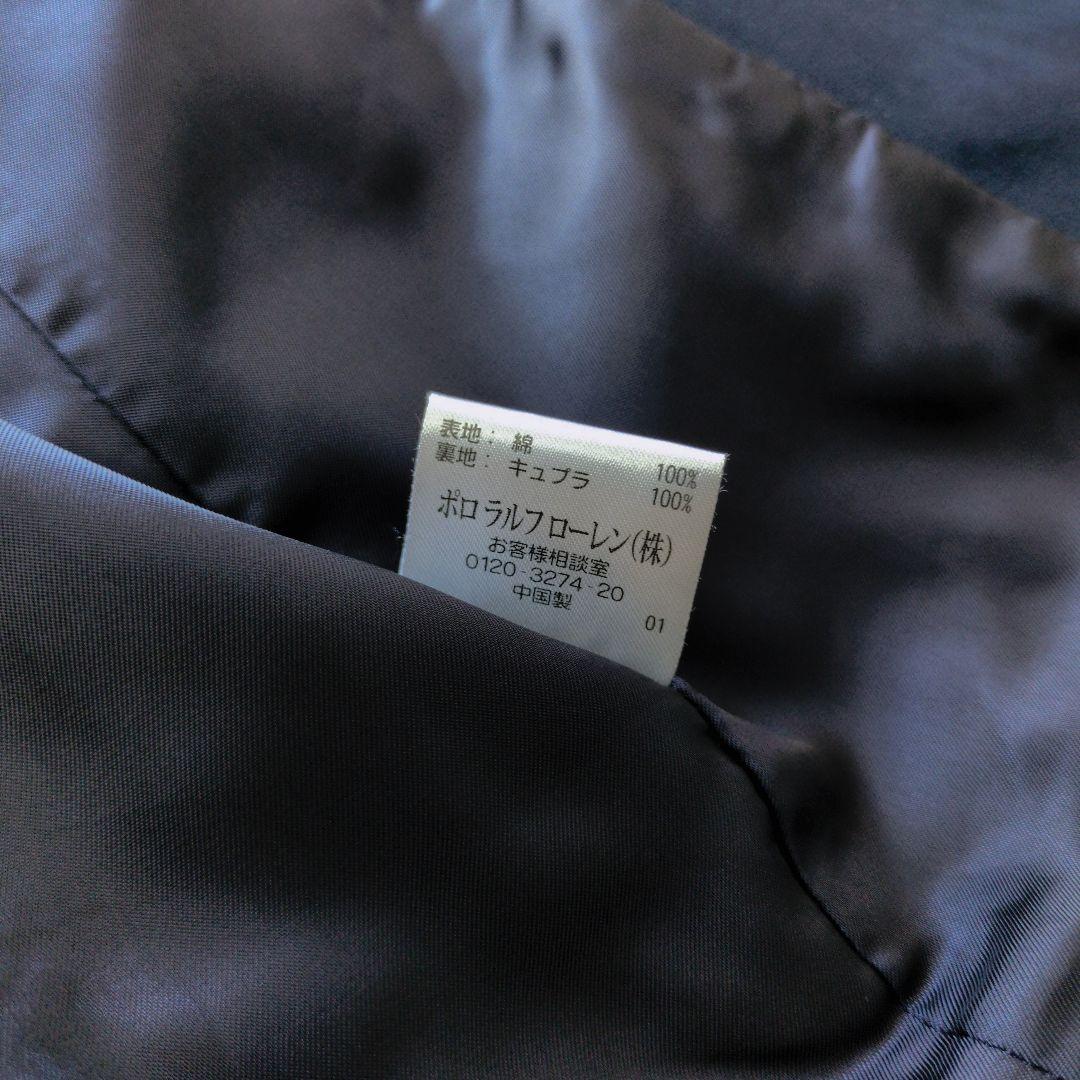 表地： 綿 100%
裏地： キュプラ 100%
ポロ ラルフ ローレン(株)
お客様相談室
0120-3274-20
中国製
01